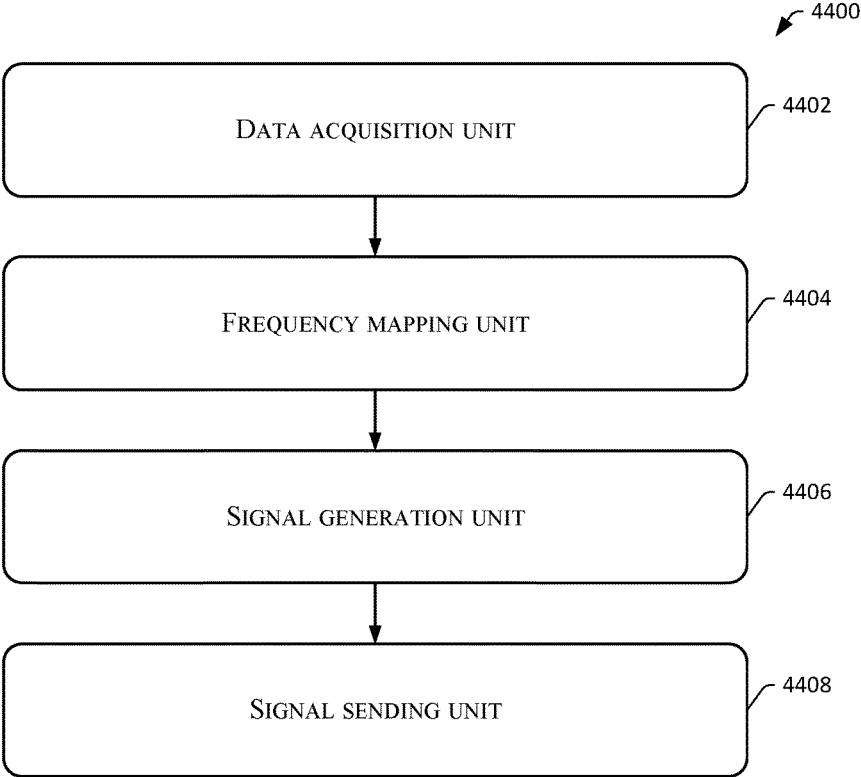 4400
DATA ACQUISITION UNIT
4402
FREQUENCY MAPPING UNIT
4404
SIGNAL GENERATION UNIT
4406
SIGNAL SENDING UNIT
4408